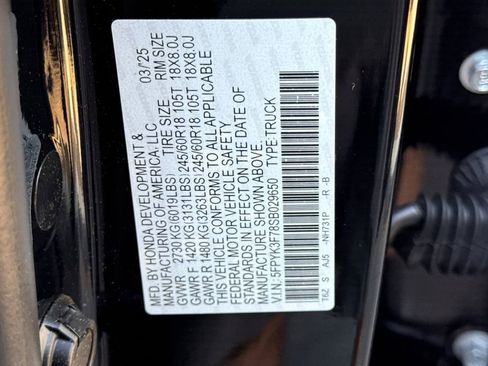 MFD. BY HONDA DEVELOPMENT & 03/25
MANUFACTURING OF AMERICA, LLC
TIRE SIZE RIM SIZE
GVWR 2730 KG(6019LBS)
GAWR F 1420 KG(3131LBS) 245/60R18 105T 18X8.0J
GAWR R 1480 KG(3263LBS) 245/60R18 105T 18X8.0J
THIS VEHICLE CONFORMS TO ALL APPLICABLE
FEDERAL MOTOR VEHICLE SAFETY
STANDARDS IN EFFECT ON THE DATE OF
MANUFACTURE SHOWN ABOVE.
V.I.N: 5FPYK3F78SB029650 TYPE:TRUCK
T6Z S AJ5 -NH731P -R -B